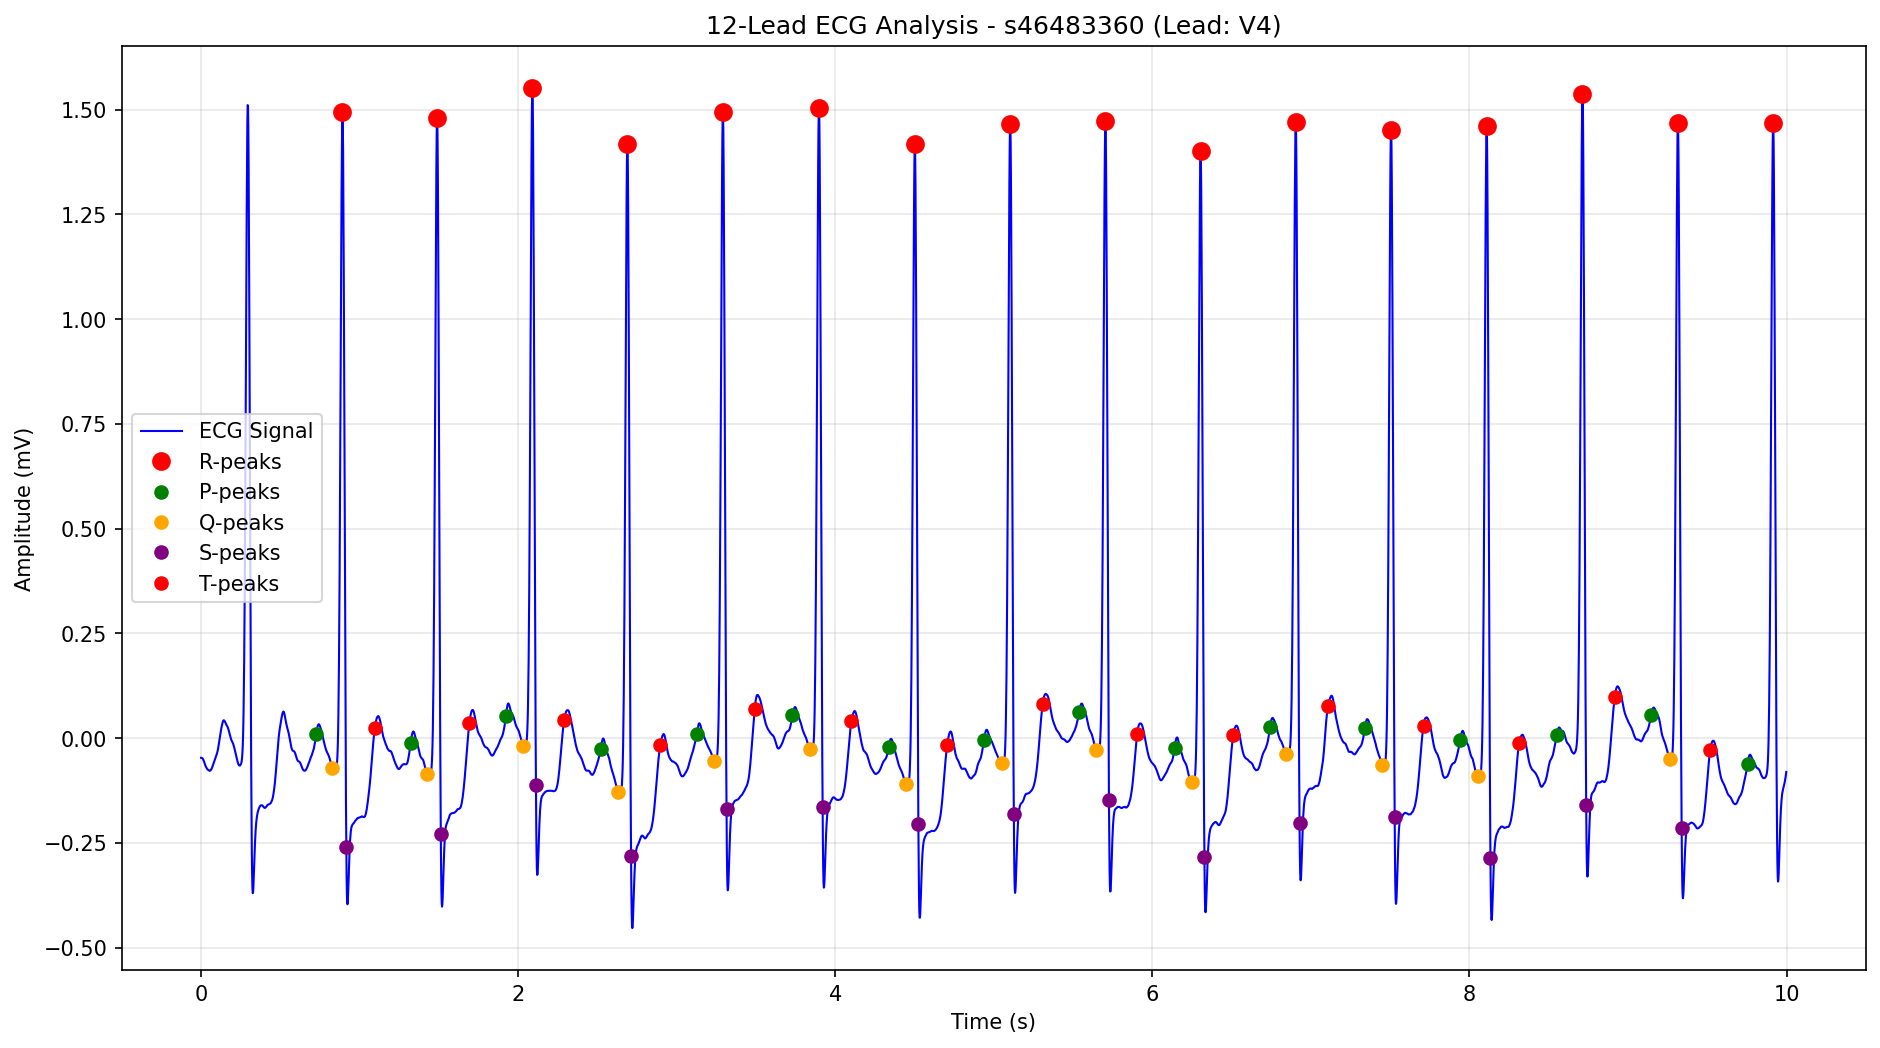 12-Lead ECG Analysis - s46483360 (Lead: V4)
Amplitude (mV)
1.50
1.25
1.00
0.75
0.50
0.25
0.00
−0.25
−0.50
ECG Signal
R-peaks
P-peaks
Q-peaks
S-peaks
T-peaks
0 2 4 6 8 10
Time (s)